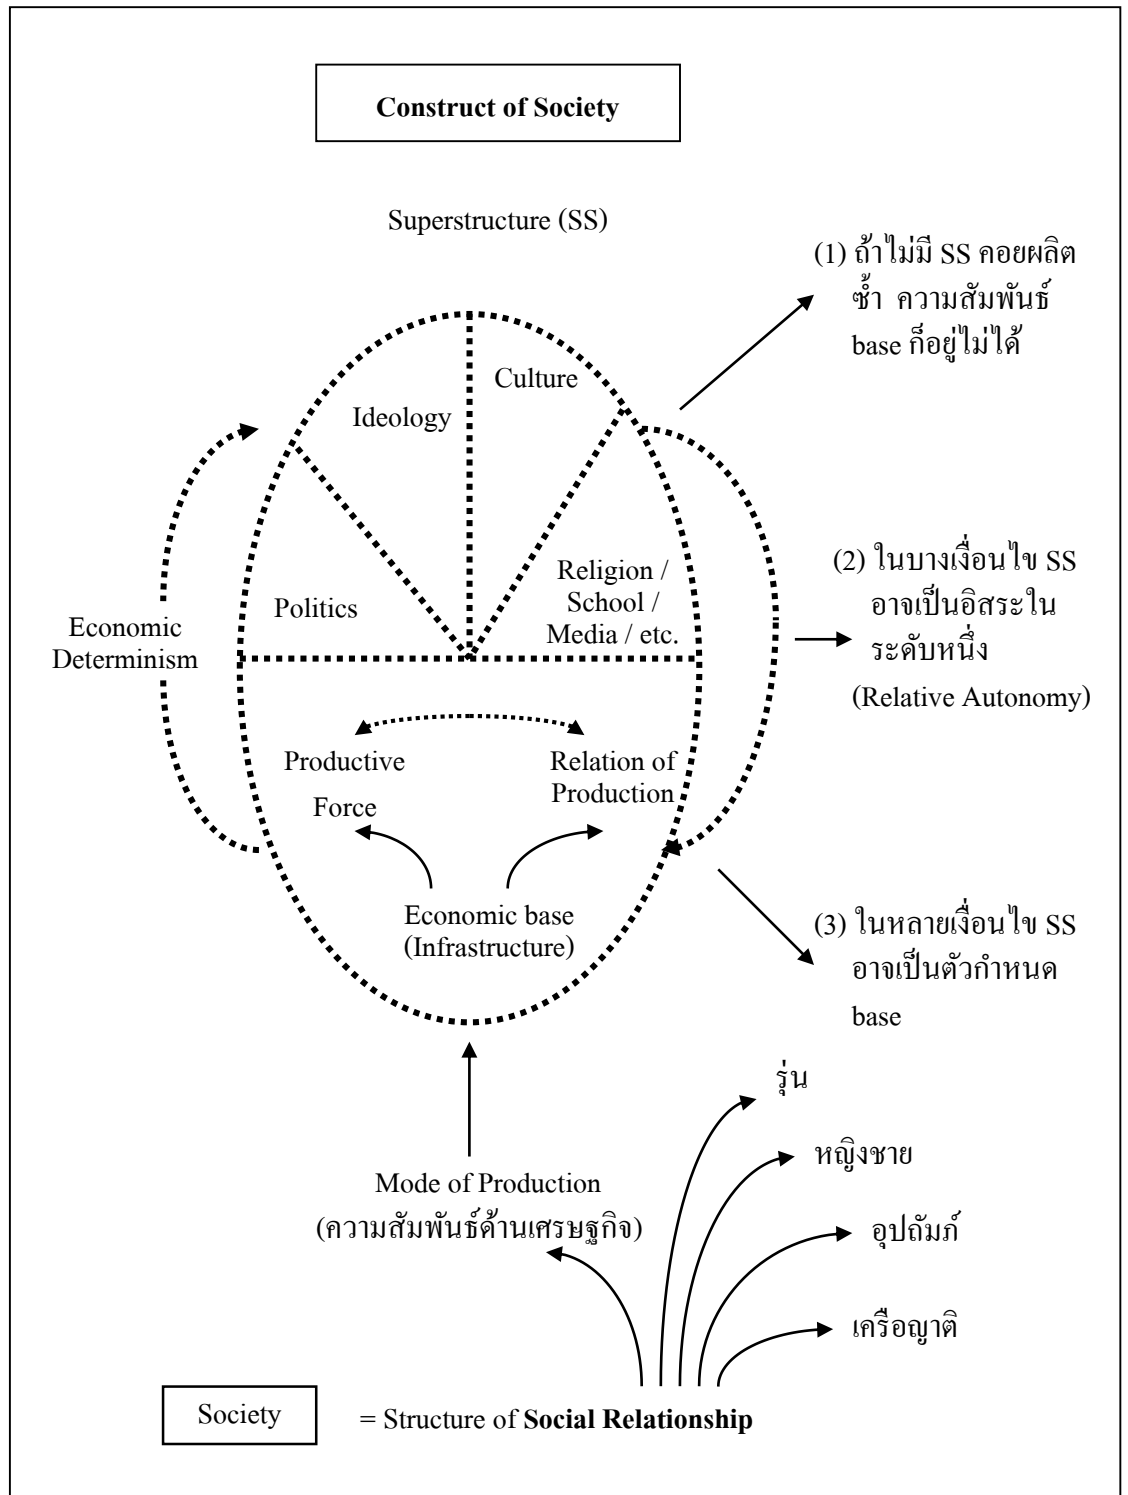 Construct of Society
Superstructure (SS)
(1) ถ้าไม่มี SS คอยผลิต
ซ้ำ ความสัมพันธ์
base ก็อยู่ไม่ได้
Culture
Ideology
Religion /
School /
Media / etc.
Politics
(2) ในบางเงื่อนไข SS
อาจเป็นอิสระใน
ระดับหนึ่ง
(Relative Autonomy)
Economic
Determinism
Productive
Force
Relation of
Production
Economic base
(Infrastructure)
(3) ในหลายเงื่อนไข SS
อาจเป็นตัวกำหนด
base
รุ่น
หญิงชาย
Mode of Production
(ความสัมพันธ์ด้านเศรษฐกิจ)
อุปถัมภ์
เครือญาติ
Society = Structure of Social Relationship